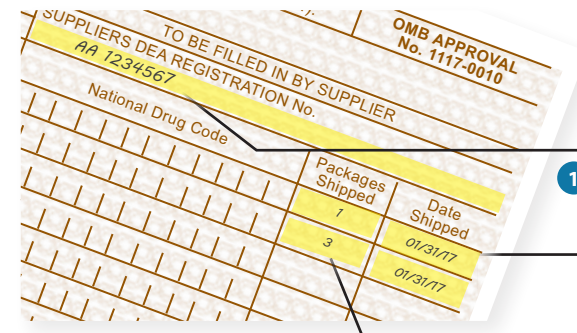 OMB APPROVAL
No. 1117-0010
TO BE FILLED IN BY SUPPLIER
SUPPLIERS DEA REGISTRATION No.
AA 1234567
National Drug Code
Packages
Shipped
Date
Shipped
1
01/31/17
3
01/31/17
1